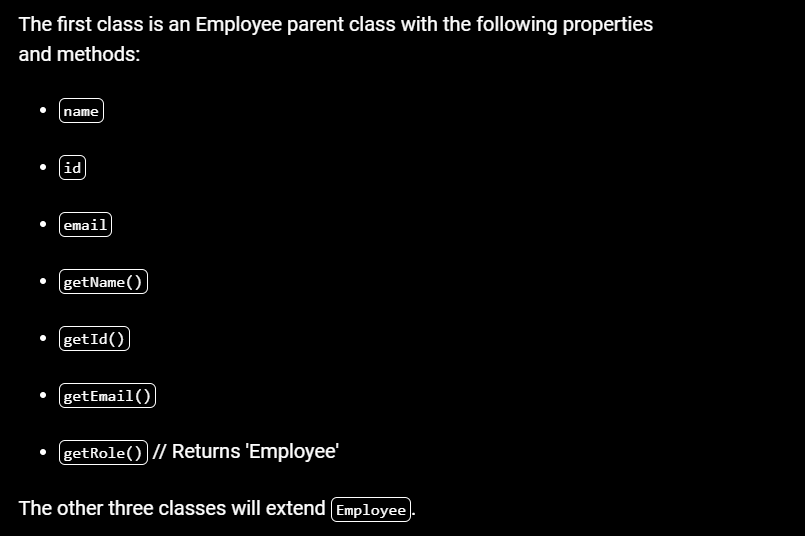 The first class is an Employee parent class with the following properties
and methods:
name
id
email
getName()
getId()
getEmail()
getRole() // Returns 'Employee'
The other three classes will extend Employee.